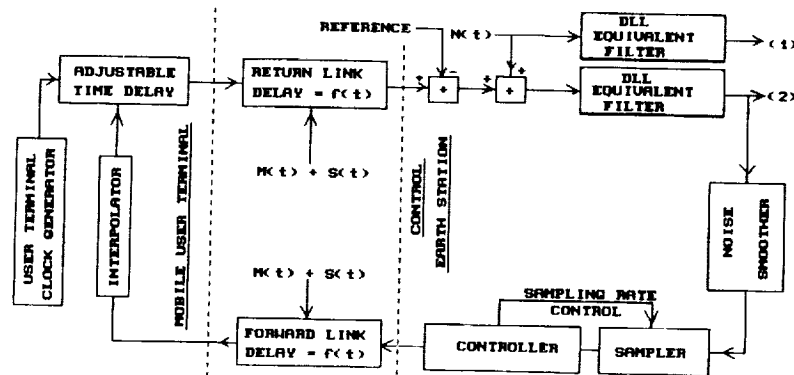 REFERENCE
N(t)
DLL
EQUIVALENT
FILTER
(1)
ADJUSTABLE
TIME DELAY
RETURN LINK
DELAY = f(t)
+
-
+
+
+
+
DLL
EQUIVALENT
FILTER
(2)
M(t) + S(t)
USER TERMINAL
CLOCK GENERATOR
INTERPOLATOR
MOBILE USER TERMINAL
CONTROL
EARTH STATION
NOISE
SMOOTHER
M(t) + S(t)
SAMPLING RATE
CONTROL
FORWARD LINK
DELAY = f(t)
CONTROLLER
SAMPLER